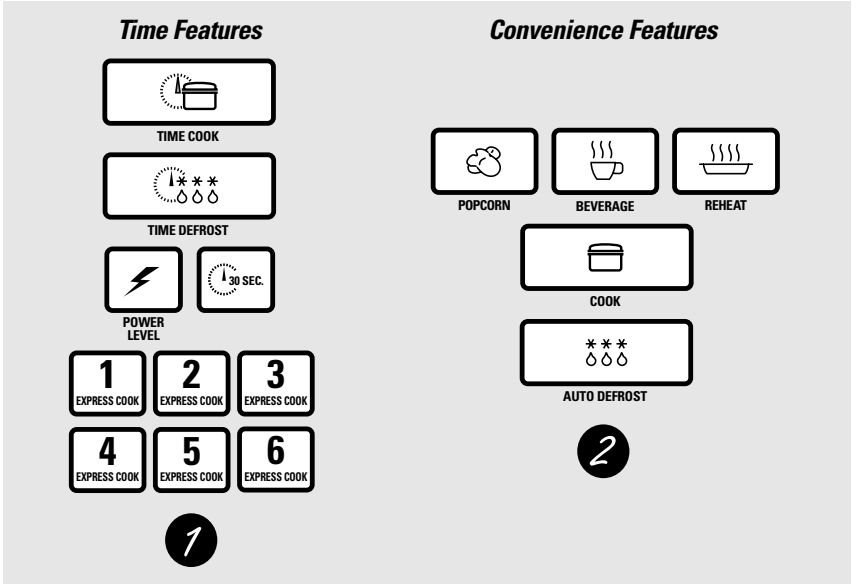 Time Features
TIME COOK
TIME DEFROST
30 SEC.
POWER
LEVEL
1
EXPRESS COOK
2
EXPRESS COOK
3
EXPRESS COOK
4
EXPRESS COOK
5
EXPRESS COOK
6
EXPRESS COOK
1
Convenience Features
POPCORN
BEVERAGE
REHEAT
COOK
AUTO DEFROST
2